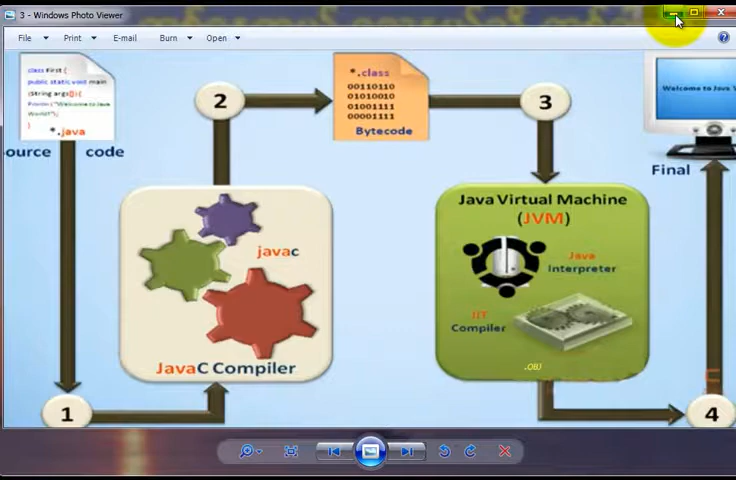 3 - Windows Photo Viewer
File Print E-mail Burn Open
class First {
public static void main
(String args[]) {
("Welcome to Java
World!"\;
}
*.java
ource code
1
2
*.class
00110110
01010010
01001111
00001111
Bytecode
3
javac
JavaC Compiler
Java Virtual Machine
(JVM)
Java
Interpreter
JIT
Compiler
.OBJ
Welcome to Java
Final
4